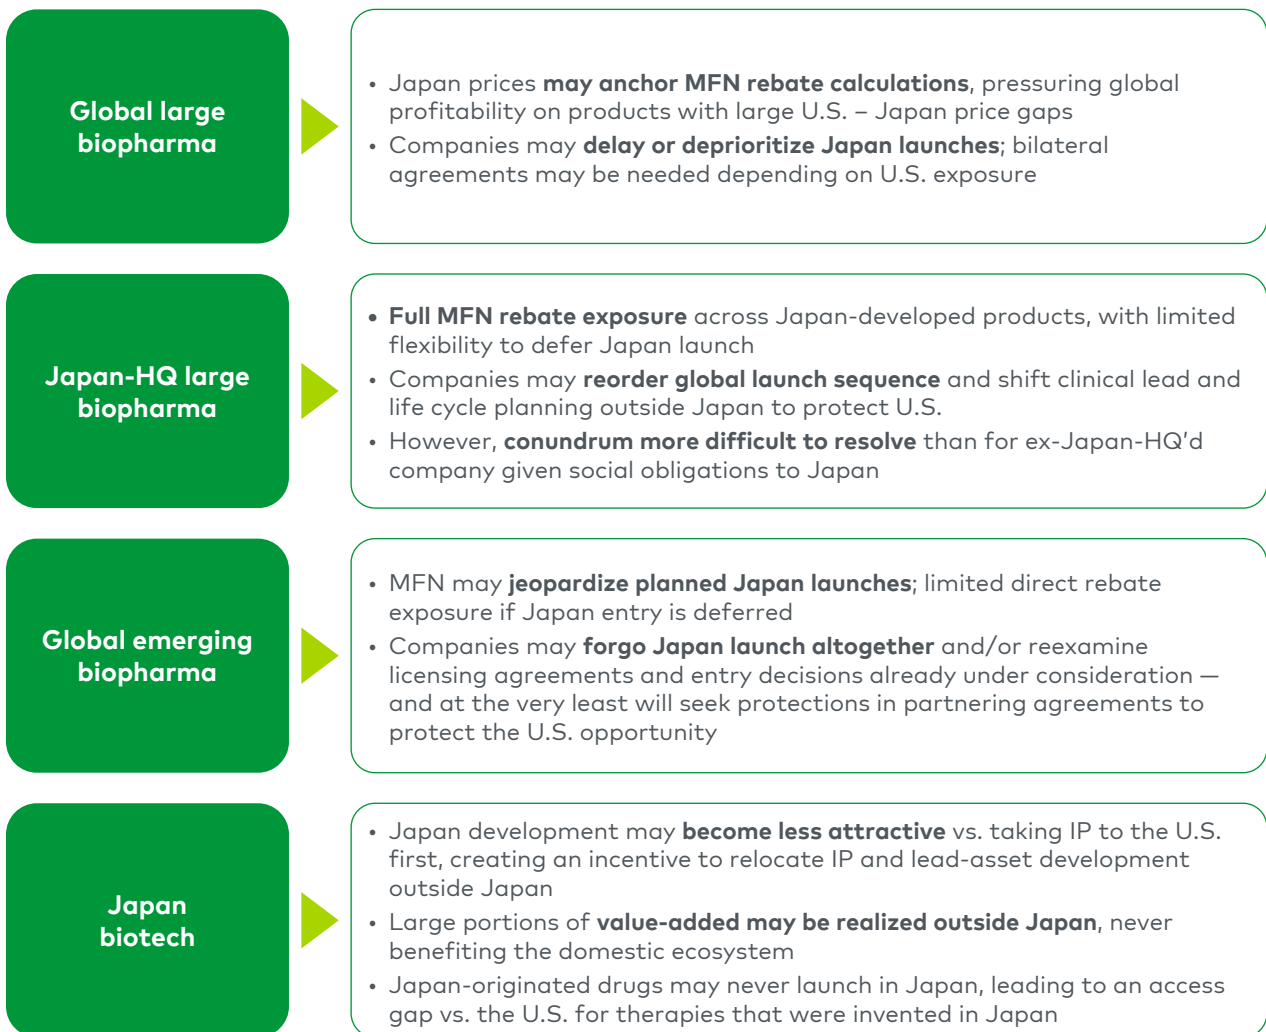 Global large
biopharma
• Japan prices may anchor MFN rebate calculations, pressuring global
profitability on products with large U.S. – Japan price gaps
• Companies may delay or deprioritize Japan launches; bilateral
agreements may be needed depending on U.S. exposure
Japan-HQ large
biopharma
• Full MFN rebate exposure across Japan-developed products, with limited
flexibility to defer Japan launch
• Companies may reorder global launch sequence and shift clinical lead and
life cycle planning outside Japan to protect U.S.
• However, conundrum more difficult to resolve than for ex-Japan-HQ’d
company given social obligations to Japan
Global emerging
biopharma
• MFN may jeopardize planned Japan launches; limited direct rebate
exposure if Japan entry is deferred
• Companies may forgo Japan launch altogether and/or reexamine
licensing agreements and entry decisions already under consideration —
and at the very least will seek protections in partnering agreements to
protect the U.S. opportunity
Japan
biotech
• Japan development may become less attractive vs. taking IP to the U.S.
first, creating an incentive to relocate IP and lead-asset development
outside Japan
• Large portions of value-added may be realized outside Japan, never
benefiting the domestic ecosystem
• Japan-originated drugs may never launch in Japan, leading to an access
gap vs. the U.S. for therapies that were invented in Japan